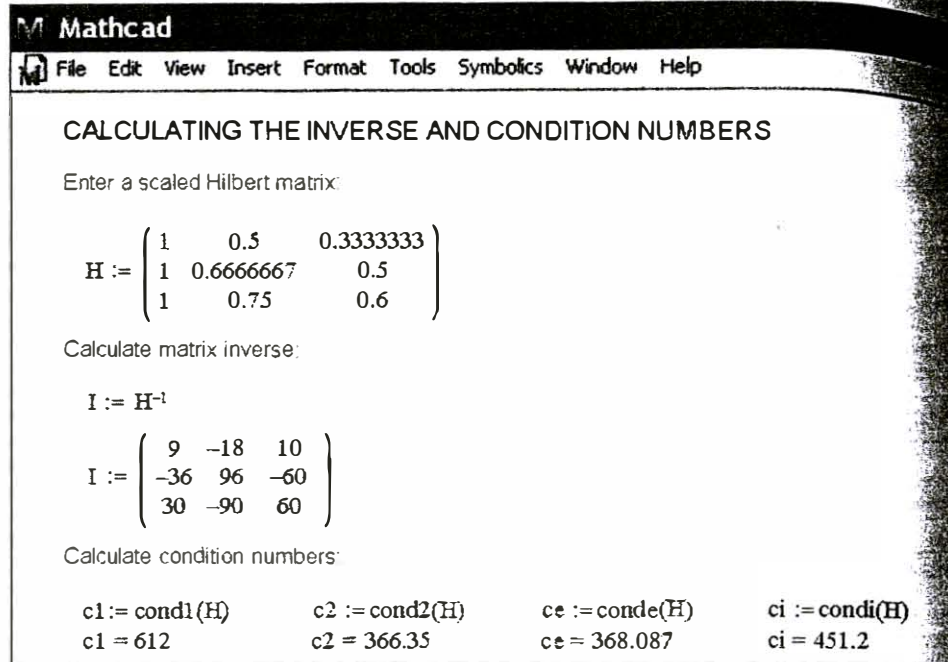 Mathcad
File Edit View Insert Format Tools Symbolics Window Help
CALCULATING THE INVERSE AND CONDITION NUMBERS
Enter a scaled Hilbert matrix:
H := ( 1 0.5 0.3333333
1 0.6666667 0.5
1 0.75 0.6 )
Calculate matrix inverse:
I := H⁻¹
I := ( 9 −18 10
−36 96 −60
30 −90 60 )
Calculate condition numbers:
c1 := cond1(H) c2 := cond2(H) ce := conde(H) ci := condi(H)
c1 = 612 c2 = 366.35 ce = 368.087 ci = 451.2